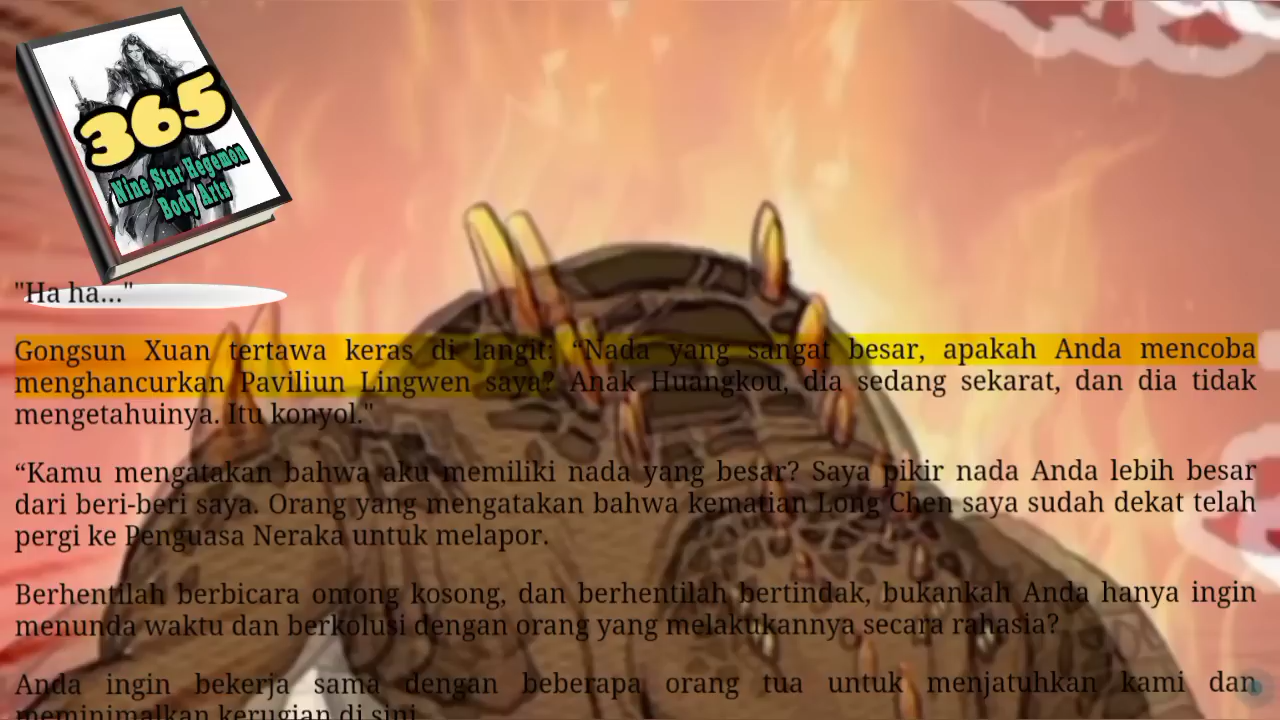 365
Nine Star Hegemon
Body Arts
"Ha ha..."
Gongsun Xuan tertawa keras di langit: “Nada yang sangat besar, apakah Anda mencoba
menghancurkan Paviliun Lingwen saya? Anak Huangkou, dia sedang sekarat, dan dia tidak
mengetahuinya. Itu konyol."
“Kamu mengatakan bahwa aku memiliki nada yang besar? Saya pikir nada Anda lebih besar
dari beri-beri saya. Orang yang mengatakan bahwa kematian Long Chen saya sudah dekat telah
pergi ke Penguasa Neraka untuk melapor.
Berhentilah berbicara omong kosong, dan berhentilah bertindak, bukankah Anda hanya ingin
menunda waktu dan berkolusi dengan orang yang melakukannya secara rahasia?
Anda ingin bekerja sama dengan beberapa orang tua untuk menjatuhkan kami dan
meminimalkan kerugian di sini